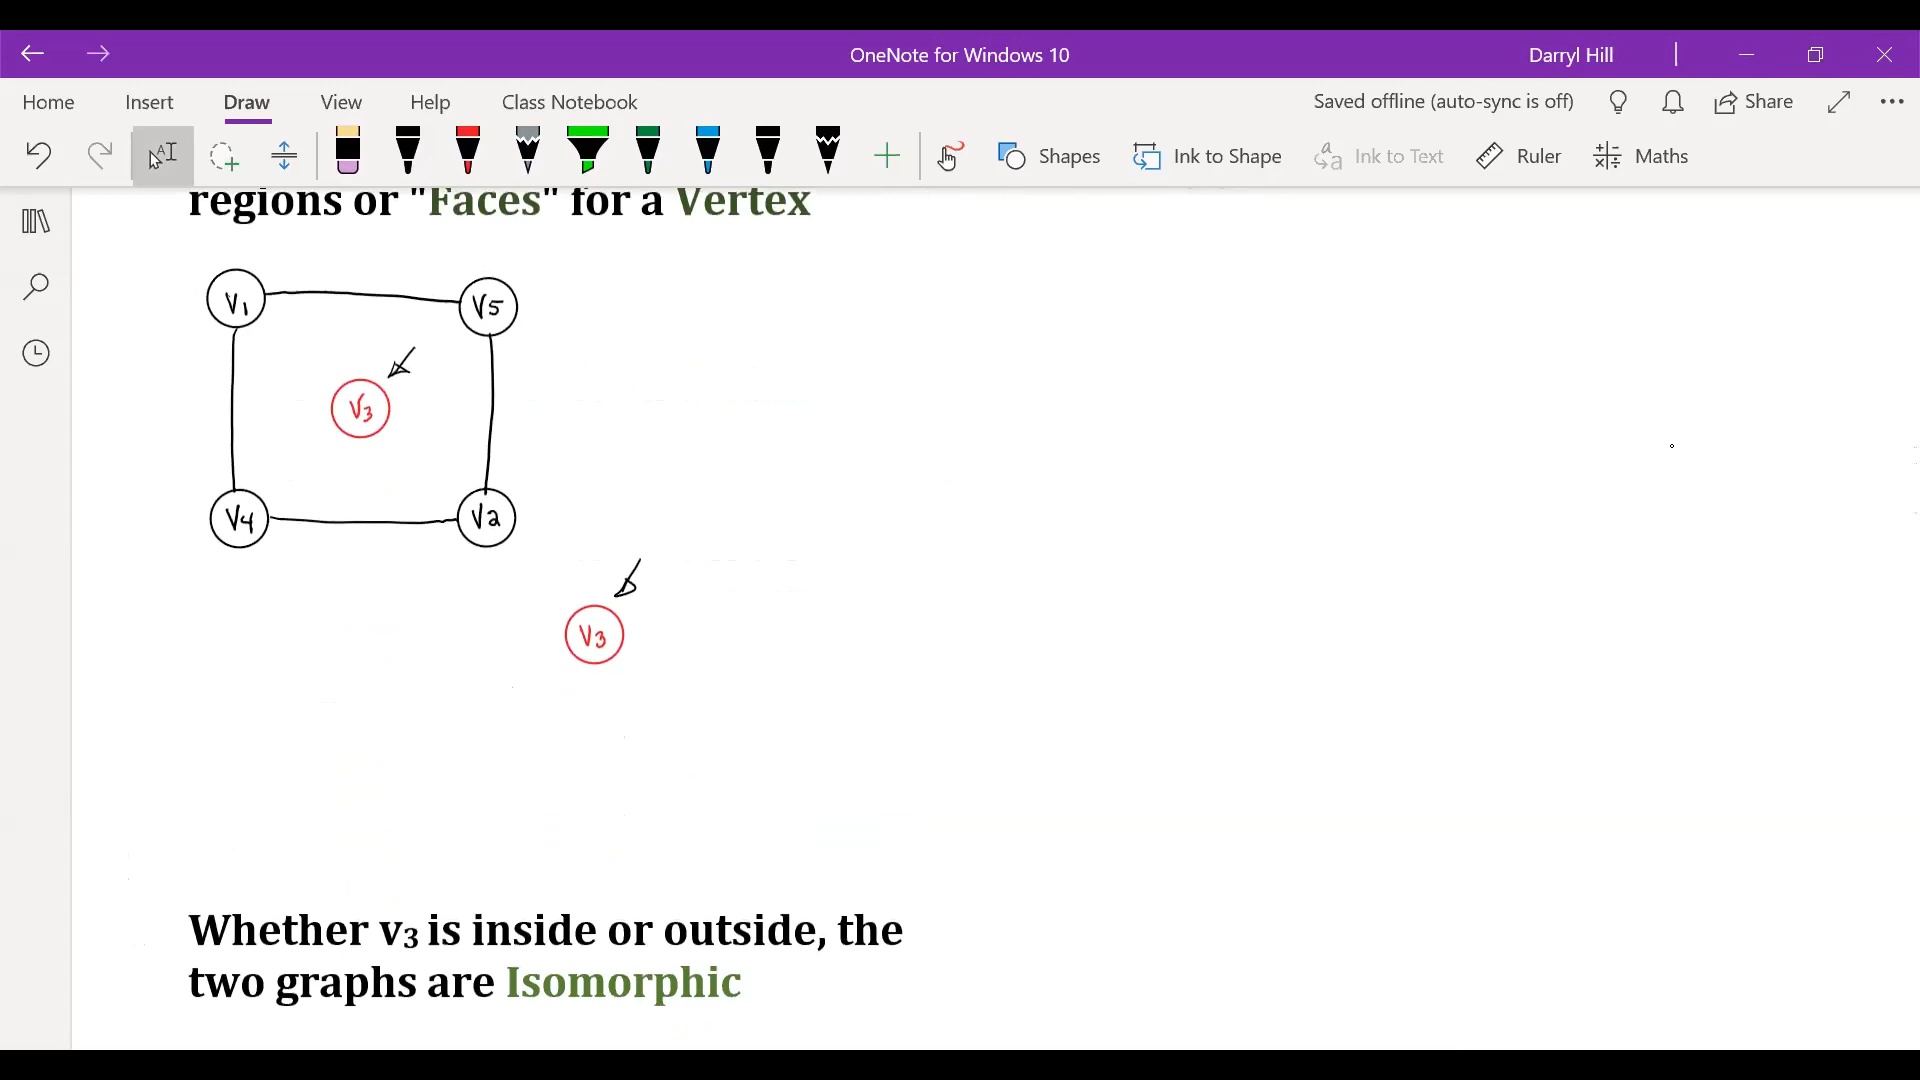 OneNote for Windows 10
Darryl Hill
Home Insert Draw View Help Class Notebook
Saved offline (auto-sync is off) Share
Shapes Ink to Shape Ink to Text Ruler Maths
regions or "Faces" for a Vertex
V1 V5
V3
V4 V2
V3
Whether v₃ is inside or outside, the
two graphs are Isomorphic